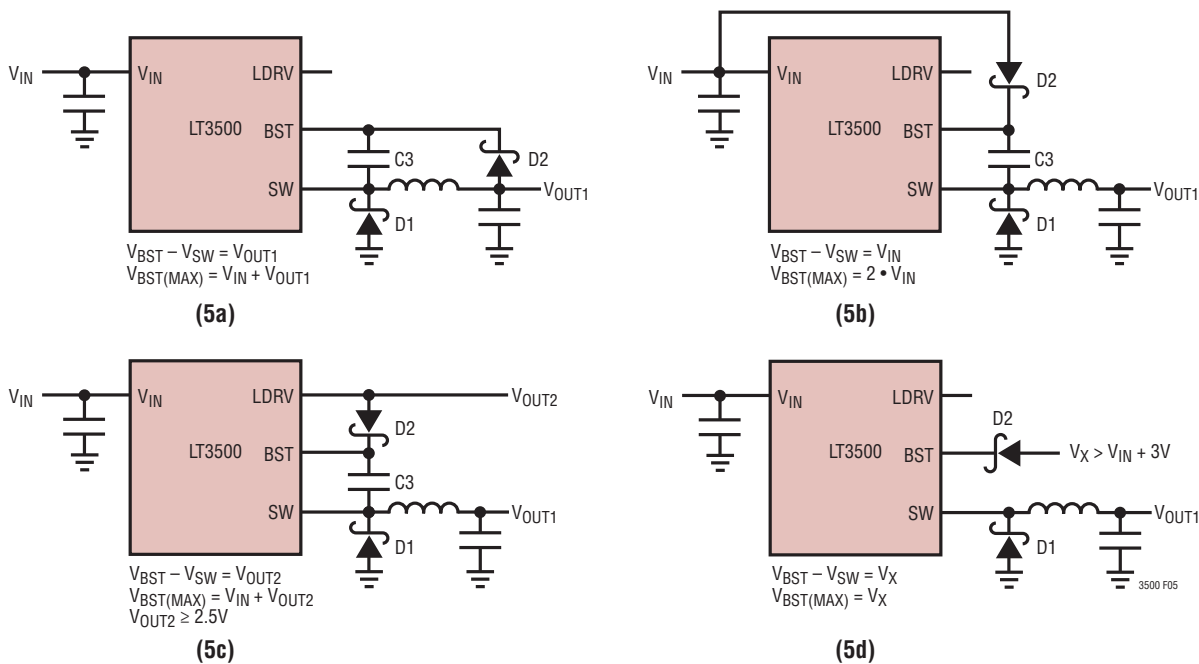 V_IN
V_IN
LDRV
LT3500
BST
C3
D2
SW
V_OUT1
D1
V_BST – V_SW = V_OUT1
V_BST(MAX) = V_IN + V_OUT1
(5a)
V_IN
V_IN
LDRV
D2
LT3500
BST
C3
SW
V_OUT1
D1
V_BST – V_SW = V_IN
V_BST(MAX) = 2 • V_IN
(5b)
V_IN
V_IN
LDRV
V_OUT2
D2
LT3500
BST
C3
SW
V_OUT1
D1
V_BST – V_SW = V_OUT2
V_BST(MAX) = V_IN + V_OUT2
V_OUT2 ≥ 2.5V
(5c)
V_IN
V_IN
LDRV
D2
LT3500
BST
V_X > V_IN + 3V
SW
V_OUT1
D1
V_BST – V_SW = V_X
V_BST(MAX) = V_X
3500 F05
(5d)